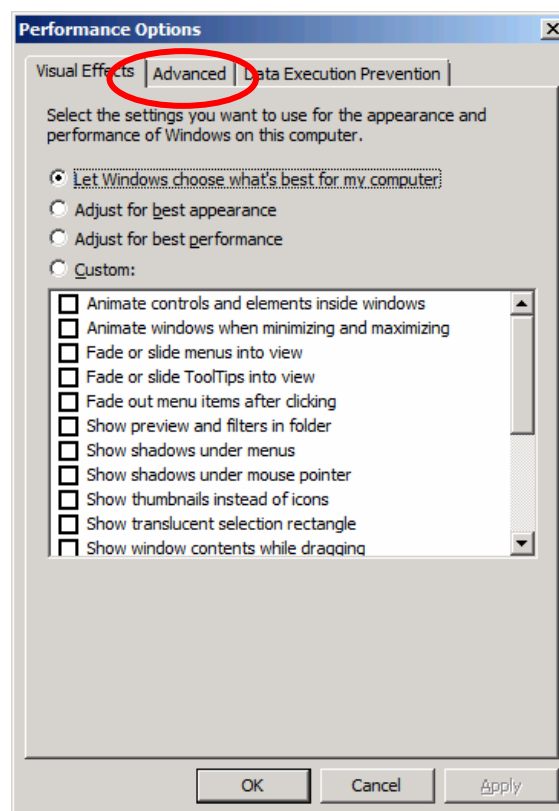 Performance Options
Visual Effects Advanced Data Execution Prevention
Select the settings you want to use for the appearance and
performance of Windows on this computer.
Let Windows choose what's best for my computer
Adjust for best appearance
Adjust for best performance
Custom:
Animate controls and elements inside windows
Animate windows when minimizing and maximizing
Fade or slide menus into view
Fade or slide ToolTips into view
Fade out menu items after clicking
Show preview and filters in folder
Show shadows under menus
Show shadows under mouse pointer
Show thumbnails instead of icons
Show translucent selection rectangle
Show window contents while dragging
OK Cancel Apply